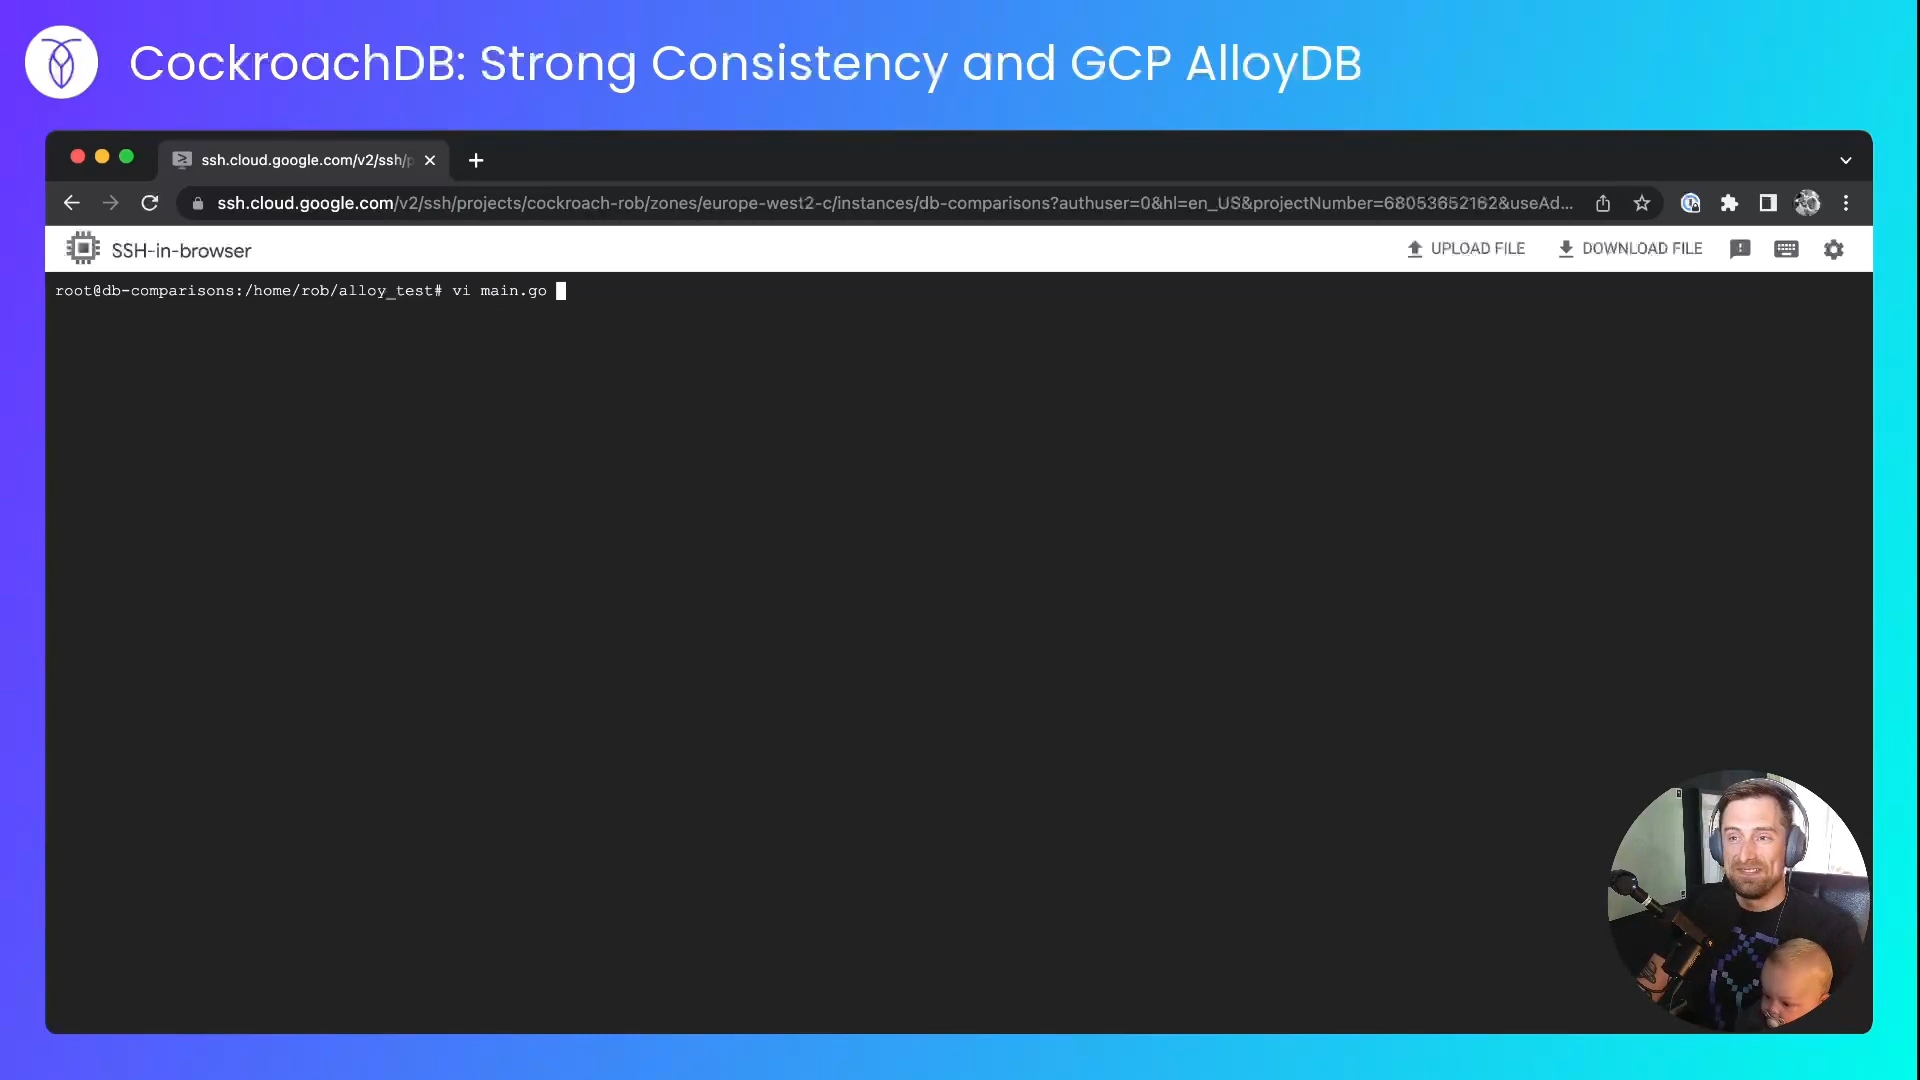 CockroachDB: Strong Consistency and GCP AlloyDB
ssh.cloud.google.com/v2/ssh/p
ssh.cloud.google.com/v2/ssh/projects/cockroach-rob/zones/europe-west2-c/instances/db-comparisons?authuser=0&hl=en_US&projectNumber=68053652162&useAd...
SSH-in-browser
UPLOAD FILE
DOWNLOAD FILE
root@db-comparisons:/home/rob/alloy_test# vi main.go